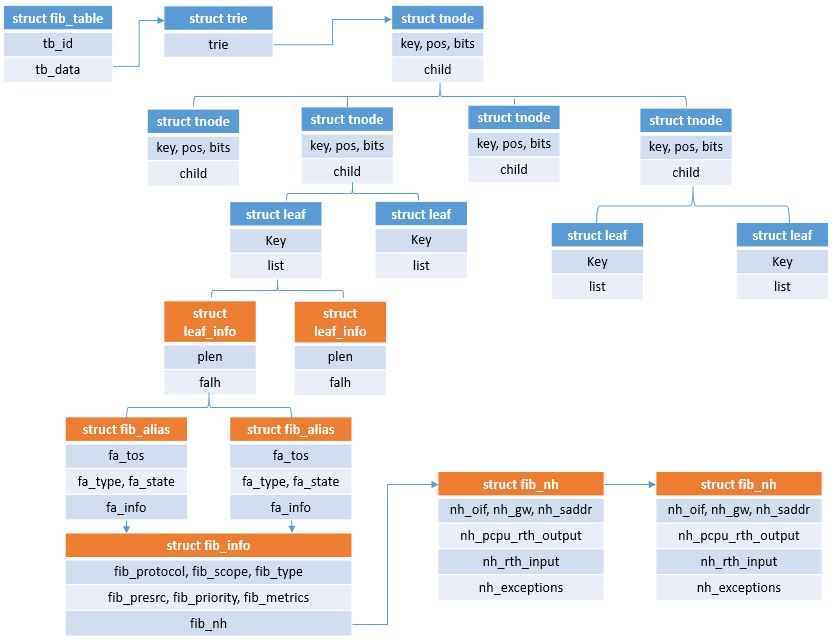 struct fib_table
tb_id
tb_data
struct trie
trie
struct tnode
key, pos, bits
child
struct tnode
key, pos, bits
child
struct tnode
key, pos, bits
child
struct tnode
key, pos, bits
child
struct tnode
key, pos, bits
child
struct leaf
Key
list
struct leaf
Key
list
struct leaf
Key
list
struct leaf
Key
list
struct
leaf_info
plen
falh
struct
leaf_info
plen
falh
struct fib_alias
fa_tos
fa_type, fa_state
fa_info
struct fib_alias
fa_tos
fa_type, fa_state
fa_info
struct fib_info
fib_protocol, fib_scope, fib_type
fib_presrc, fib_priority, fib_metrics
fib_nh
struct fib_nh
nh_oif, nh_gw, nh_saddr
nh_pcpu_rth_output
nh_rth_input
nh_exceptions
struct fib_nh
nh_oif, nh_gw, nh_saddr
nh_pcpu_rth_output
nh_rth_input
nh_exceptions